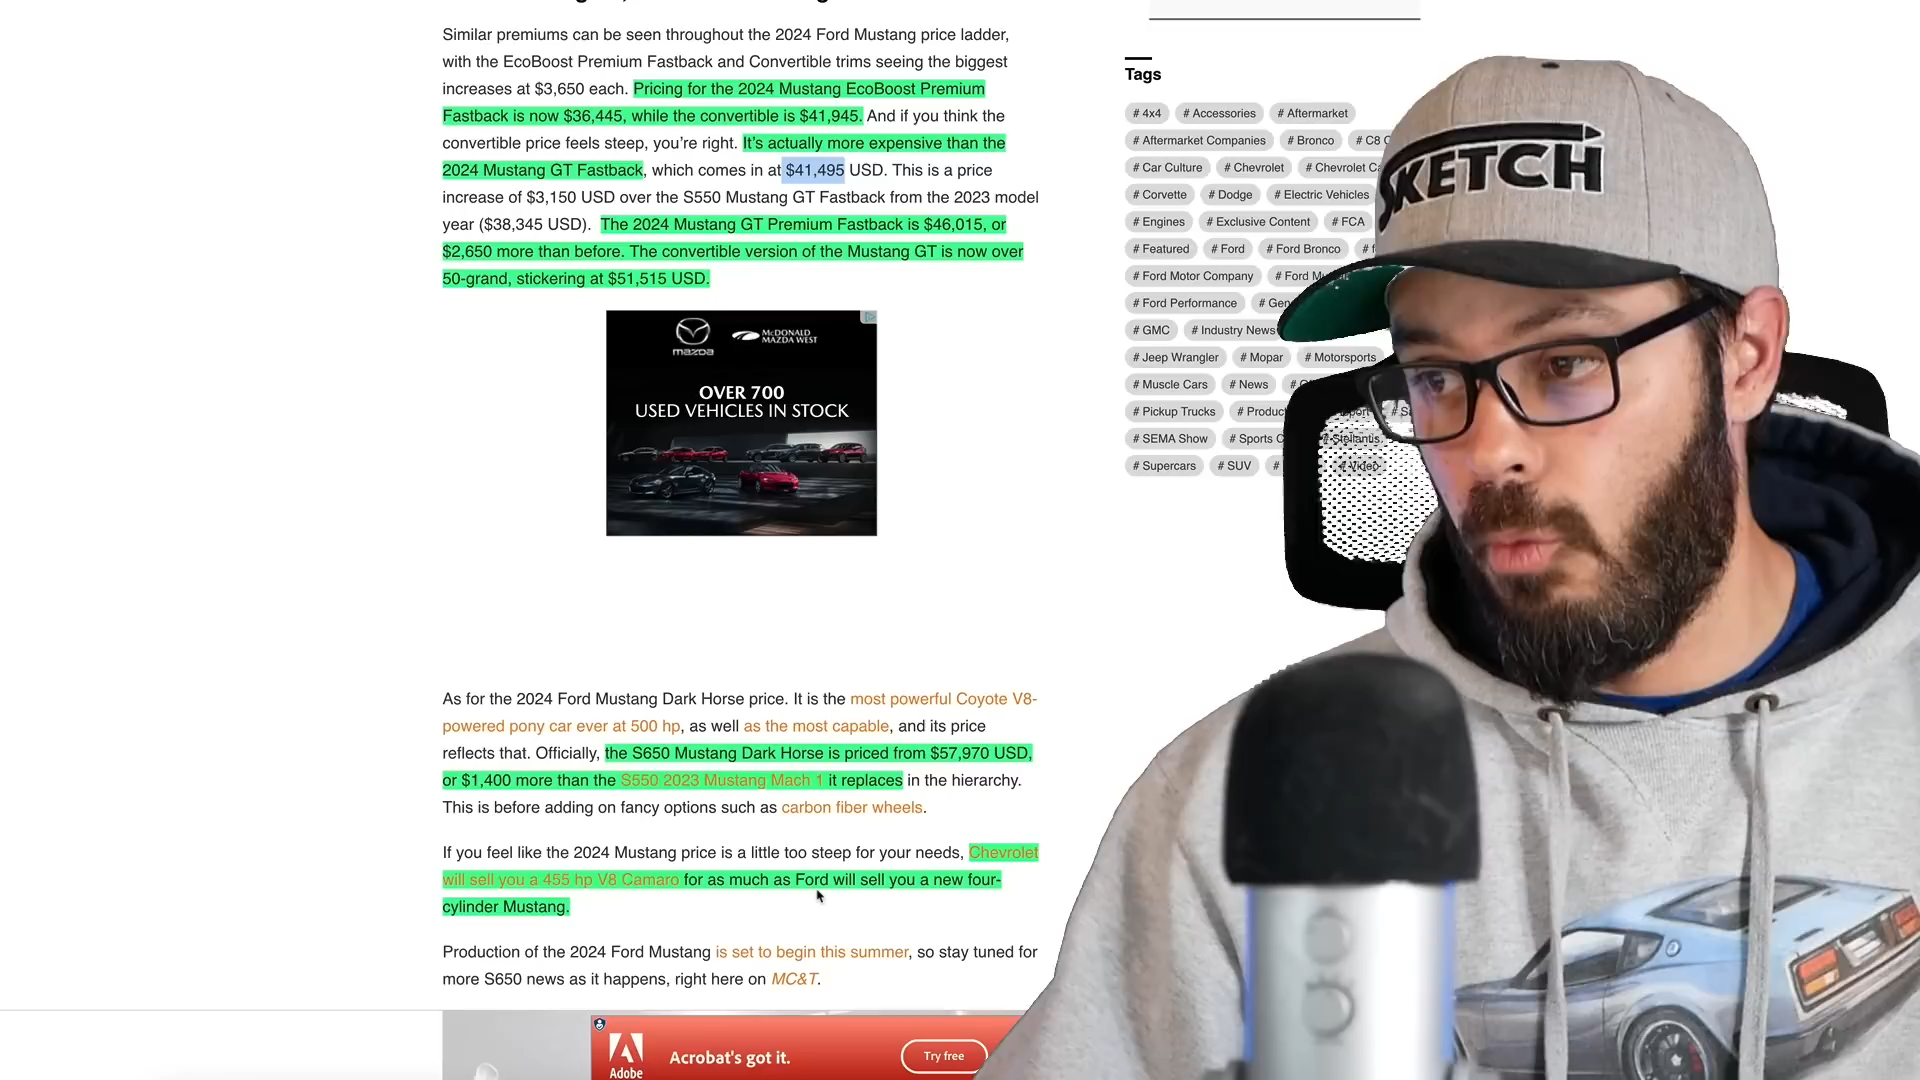 Similar premiums can be seen throughout the 2024 Ford Mustang price ladder,
with the EcoBoost Premium Fastback and Convertible trims seeing the biggest
increases at $3,650 each. Pricing for the 2024 Mustang EcoBoost Premium
Fastback is now $36,445, while the convertible is $41,945. And if you think the
convertible price feels steep, you're right. It's actually more expensive than the
2024 Mustang GT Fastback, which comes in at $41,495 USD. This is a price
increase of $3,150 USD over the S550 Mustang GT Fastback from the 2023 model
year ($38,345 USD). The 2024 Mustang GT Premium Fastback is $46,015, or
$2,650 more than before. The convertible version of the Mustang GT is now over
50-grand, stickering at $51,515 USD.
mazda
McDONALD
MAZDA WEST
OVER 700
USED VEHICLES IN STOCK
As for the 2024 Ford Mustang Dark Horse price. It is the most powerful Coyote V8-
powered pony car ever at 500 hp, as well as the most capable, and its price
reflects that. Officially, the S650 Mustang Dark Horse is priced from $57,970 USD,
or $1,400 more than the S550 2023 Mustang Mach 1 it replaces in the hierarchy.
This is before adding on fancy options such as carbon fiber wheels.
If you feel like the 2024 Mustang price is a little too steep for your needs, Chevrolet
will sell you a 455 hp V8 Camaro for as much as Ford will sell you a new four-
cylinder Mustang.
Production of the 2024 Ford Mustang is set to begin this summer, so stay tuned for
more S650 news as it happens, right here on MC&T.
Adobe
Acrobat's got it.
Try free
Tags
# 4x4 # Accessories # Aftermarket
# Aftermarket Companies # Bronco # C8
# Car Culture # Chevrolet # Chevrolet
# Corvette # Dodge # Electric Vehicles
# Engines # Exclusive Content # FCA
# Featured # Ford # Ford Bronco #
# Ford Motor Company # Ford
# Ford Performance #
# GMC # Industry News
# Jeep Wrangler # Mopar # Motorsports
# Muscle Cars # News #
# Pickup Trucks #
# SEMA Show # Sports # Stellantis
# Supercars # SUV # # Video
SKETCH